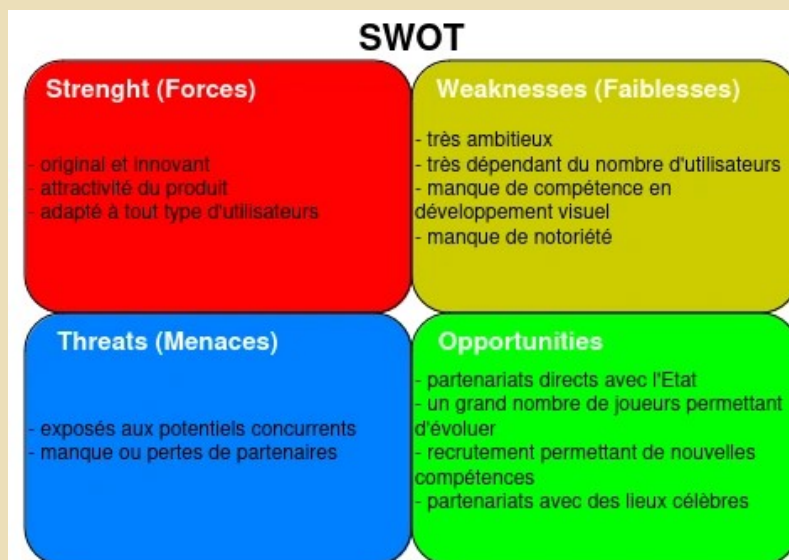 SWOT
Strenght (Forces)
- original et innovant
- attractivité du produit
- adapté à tout type d'utilisateurs
Weaknesses (Faiblesses)
- très ambitieux
- très dépendant du nombre d'utilisateurs
- manque de compétence en
développement visuel
- manque de notoriété
Threats (Menaces)
- exposés aux potentiels concurrents
- manque ou pertes de partenaires
Opportunities
- partenariats directs avec l'Etat
- un grand nombre de joueurs permettant
d'évoluer
- recrutement permettant de nouvelles
compétences
- partenariats avec des lieux célèbres